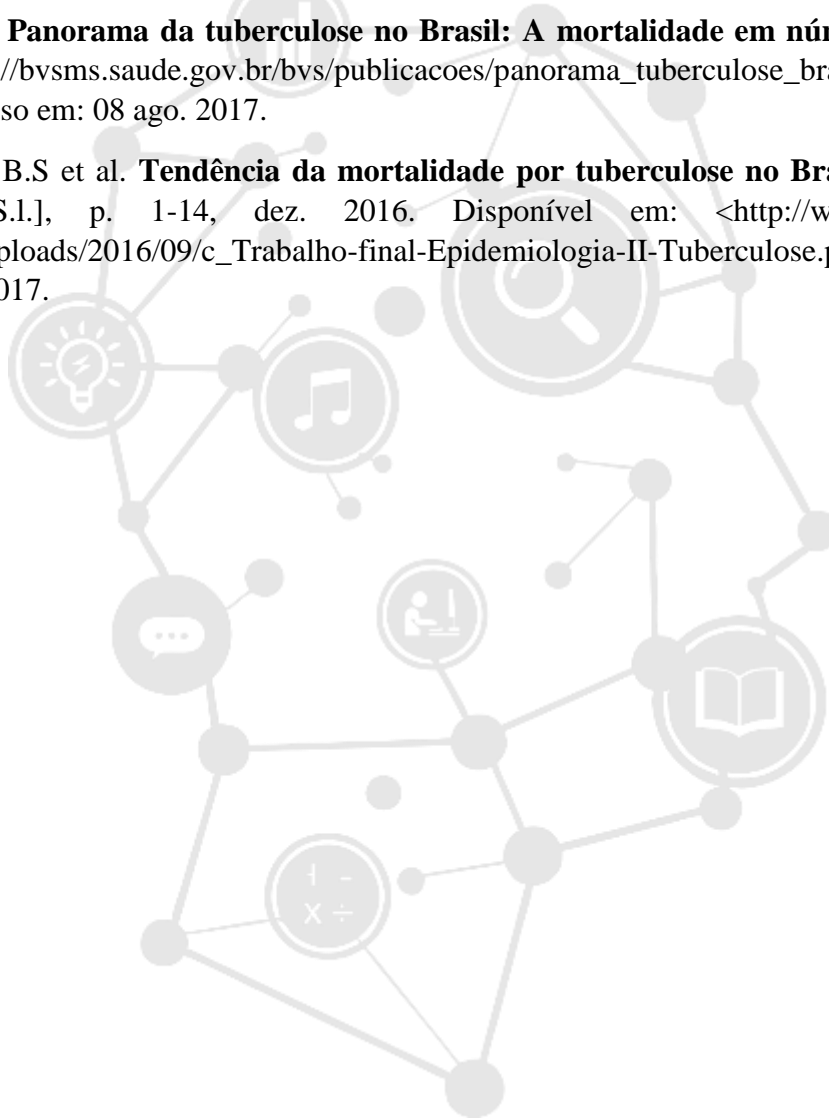 Panorama da tuberculose no Brasil: A mortalidade em nú
//bvsms.saude.gov.br/bvs/publicacoes/panorama_tuberculose_bra
so em: 08 ago. 2017.
B.S et al. Tendência da mortalidade por tuberculose no Bra
S.l.], p. 1-14, dez. 2016. Disponível em: <http://w
ploads/2016/09/c_Trabalho-final-Epidemiologia-II-Tuberculose.p
017.
+ -
× ÷